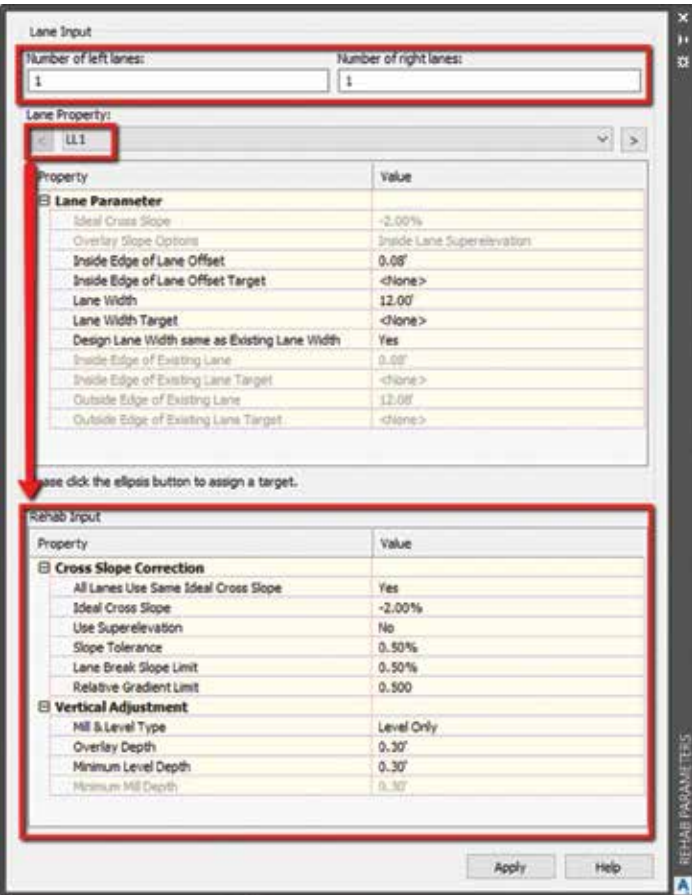 Lane Input
Number of left lanes: Number of right lanes:
1 1
Lane Property:
< LL1 >
Property Value
Lane Parameter
Ideal Cross Slope -2.00%
Overlay Slope Options Inside Lane Superelevation
Inside Edge of Lane Offset 0.08'
Inside Edge of Lane Offset Target <None>
Lane Width 12.00'
Lane Width Target <None>
Design Lane Width same as Existing Lane Width Yes
Inside Edge of Existing Lane 0.08'
Inside Edge of Existing Lane Target <None>
Outside Edge of Existing Lane 12.08'
Outside Edge of Existing Lane Target <None>
ease click the ellipsis button to assign a target.
Rehab Input
Property Value
Cross Slope Correction
All Lanes Use Same Ideal Cross Slope Yes
Ideal Cross Slope -2.00%
Use Superelevation No
Slope Tolerance 0.50%
Lane Break Slope Limit 0.50%
Relative Gradient Limit 0.500
Vertical Adjustment
Mill & Level Type Level Only
Overlay Depth 0.30'
Minimum Level Depth 0.30'
Minimum Mill Depth 0.30'
Apply Help
REHAB PARAMETERS